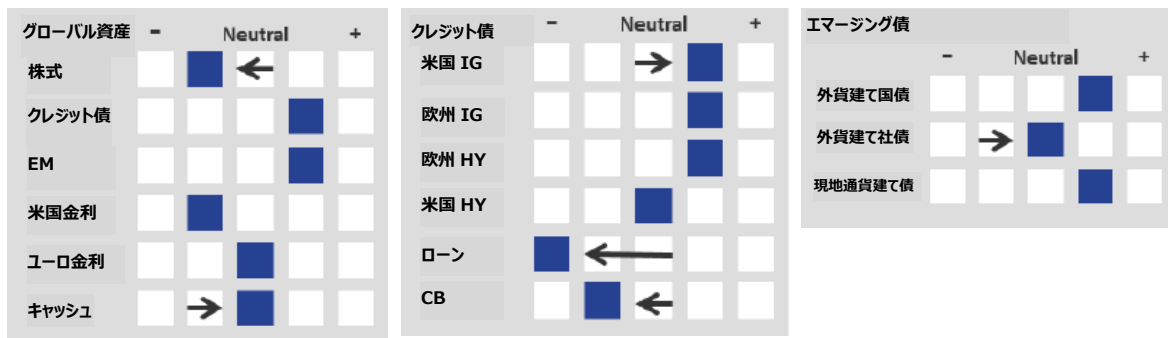 グローバル資産
- Neutral +
株式
クレジット債
EM
米国金利
ユーロ金利
キャッシュ
クレジット債
- Neutral +
米国 IG
欧州 IG
欧州 HY
米国 HY
ローン
CB
エマージング債
- Neutral +
外貨建て国債
外貨建て社債
現地通貨建て債